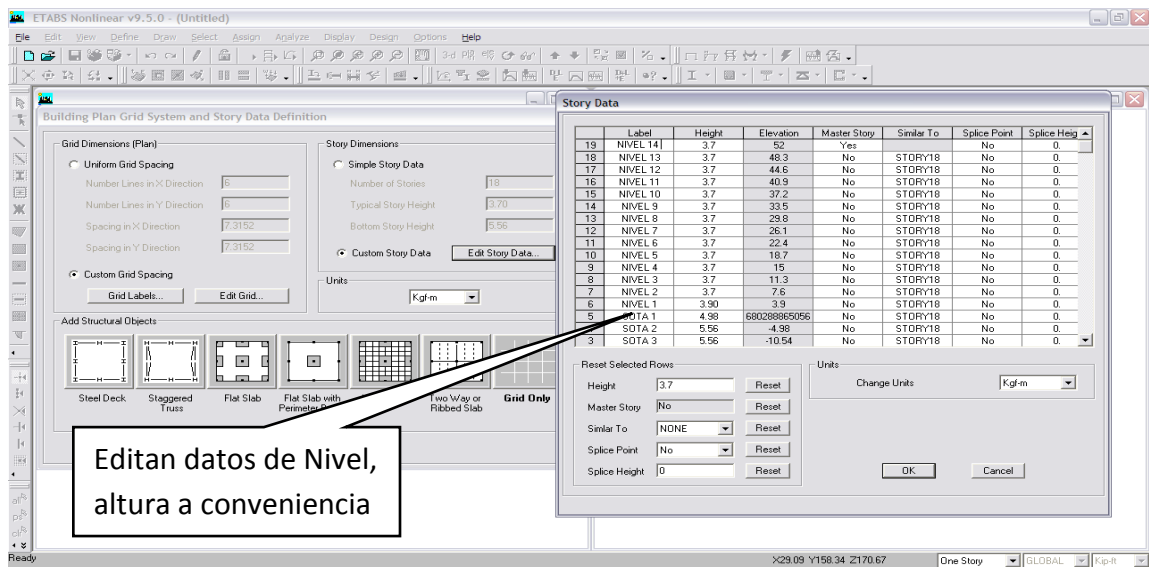 ETABS Nonlinear v9.5.0 - (Untitled)
File Edit View Define Draw Select Assign Analyze Display Design Options Help
Building Plan Grid System and Story Data Definition
Grid Dimensions (Plan)
Uniform Grid Spacing
Number Lines in X Direction 6
Number Lines in Y Direction 6
Spacing in X Direction 7.3152
Spacing in Y Direction 7.3152
Custom Grid Spacing
Grid Labels... Edit Grid...
Story Dimensions
Simple Story Data
Number of Stories 18
Typical Story Height 3.70
Bottom Story Height 5.56
Custom Story Data Edit Story Data...
Units
Kgf-m
Add Structural Objects
Steel Deck
Staggered Truss
Flat Slab
Flat Slab with
Perimeter
Two Way or Ribbed Slab
Grid Only
Editan datos de Nivel,
altura a conveniencia
Story Data
Label Height Elevation Master Story Similar To Splice Point Splice Heig
19 NIVEL 14 3.7 52 Yes No 0.
18 NIVEL 13 3.7 48.3 No STORY18 No 0.
17 NIVEL 12 3.7 44.6 No STORY18 No 0.
16 NIVEL 11 3.7 40.9 No STORY18 No 0.
15 NIVEL 10 3.7 37.2 No STORY18 No 0.
14 NIVEL 9 3.7 33.5 No STORY18 No 0.
13 NIVEL 8 3.7 29.8 No STORY18 No 0.
12 NIVEL 7 3.7 26.1 No STORY18 No 0.
11 NIVEL 6 3.7 22.4 No STORY18 No 0.
10 NIVEL 5 3.7 18.7 No STORY18 No 0.
9 NIVEL 4 3.7 15 No STORY18 No 0.
8 NIVEL 3 3.7 11.3 No STORY18 No 0.
7 NIVEL 2 3.7 7.6 No STORY18 No 0.
6 NIVEL 1 3.90 3.9 No STORY18 No 0.
5 SOTA 1 4.98 680288865056 No STORY18 No 0.
SOTA 2 5.56 -4.98 No STORY18 No 0.
3 SOTA 3 5.56 -10.54 No STORY18 No 0.
Reset Selected Rows
Height 3.7 Reset
Master Story No Reset
Simlar To NONE Reset
Splice Point No Reset
Splice Height 0 Reset
Units
Change Units Kgf-m
OK Cancel
Ready X29.09 Y158.34 Z170.67 One Story GLOBAL Kip-ft